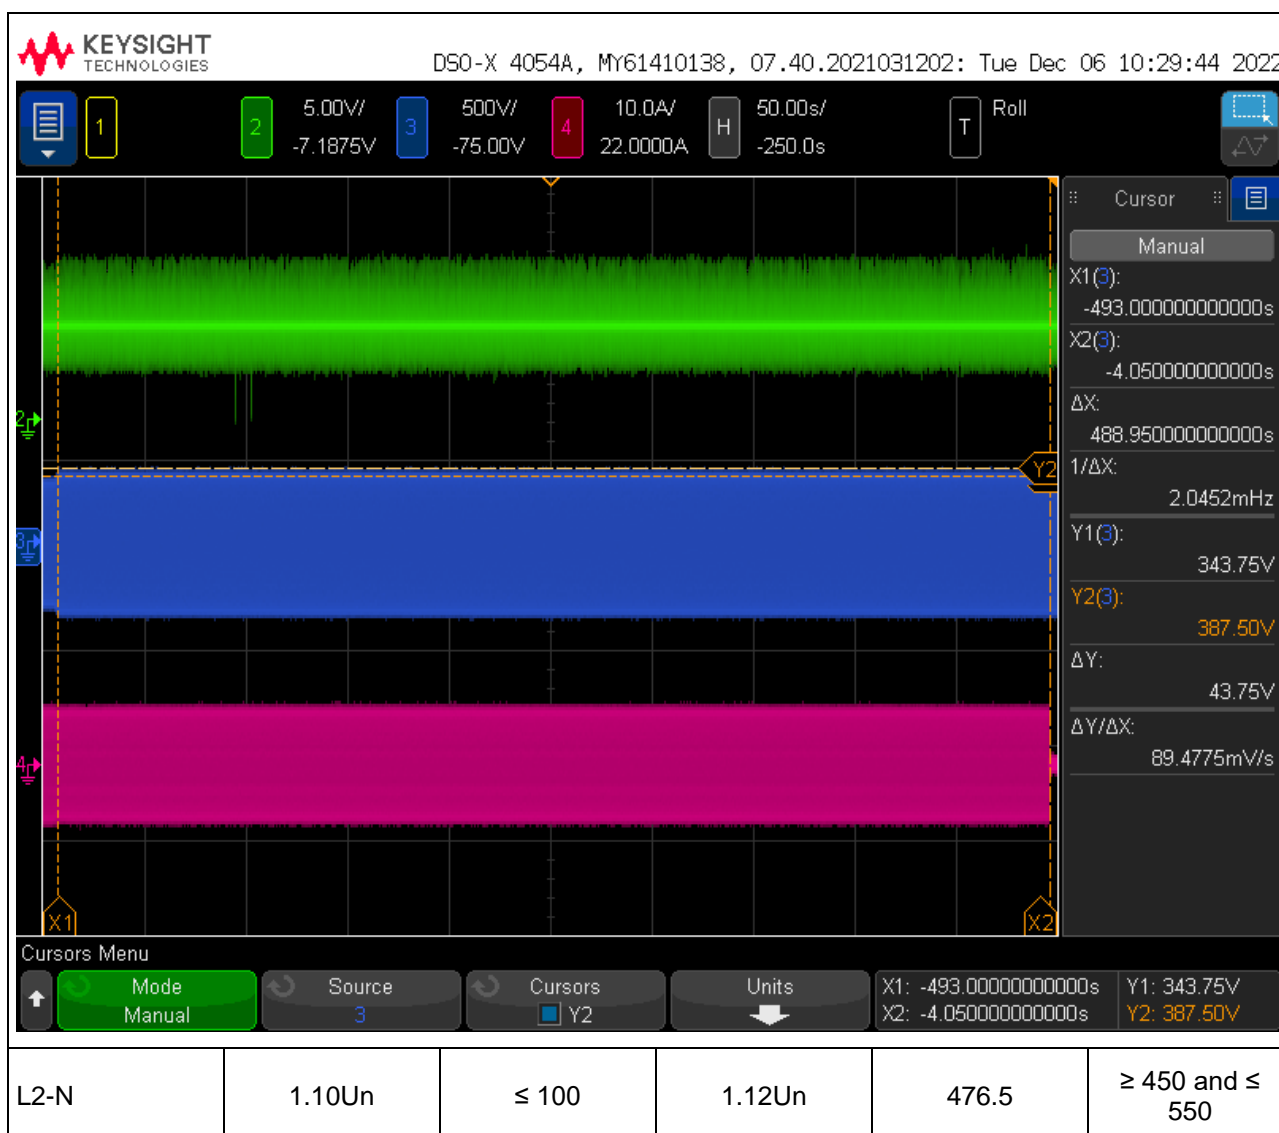 KEYSIGHT
TECHNOLOGIES
DSO-X 4054A, MY61410138, 07.40.2021031202: Tue Dec 06 10:29:44 2022
1
2
5.00V/
-7.1875V
3
500V/
-75.00V
4
10.0A/
22.0000A
H
50.00s/
-250.0s
T
Roll
Cursor
Manual
X1(3):
-493.000000000000s
X2(3):
-4.050000000000s
ΔX:
488.950000000000s
1/ΔX:
2.0452mHz
Y1(3):
343.75V
Y2(3):
387.50V
ΔY:
43.75V
ΔY/ΔX:
89.4775mV/s
2
Y2
3
4
X1
X2
Cursors Menu
Mode
Manual
Source
3
Cursors
Y2
Units
X1: -493.00000000000s
X2: -4.050000000000s
Y1: 343.75V
Y2: 387.50V
L2-N
1.10Un
≤ 100
1.12Un
476.5
≥ 450 and ≤
550